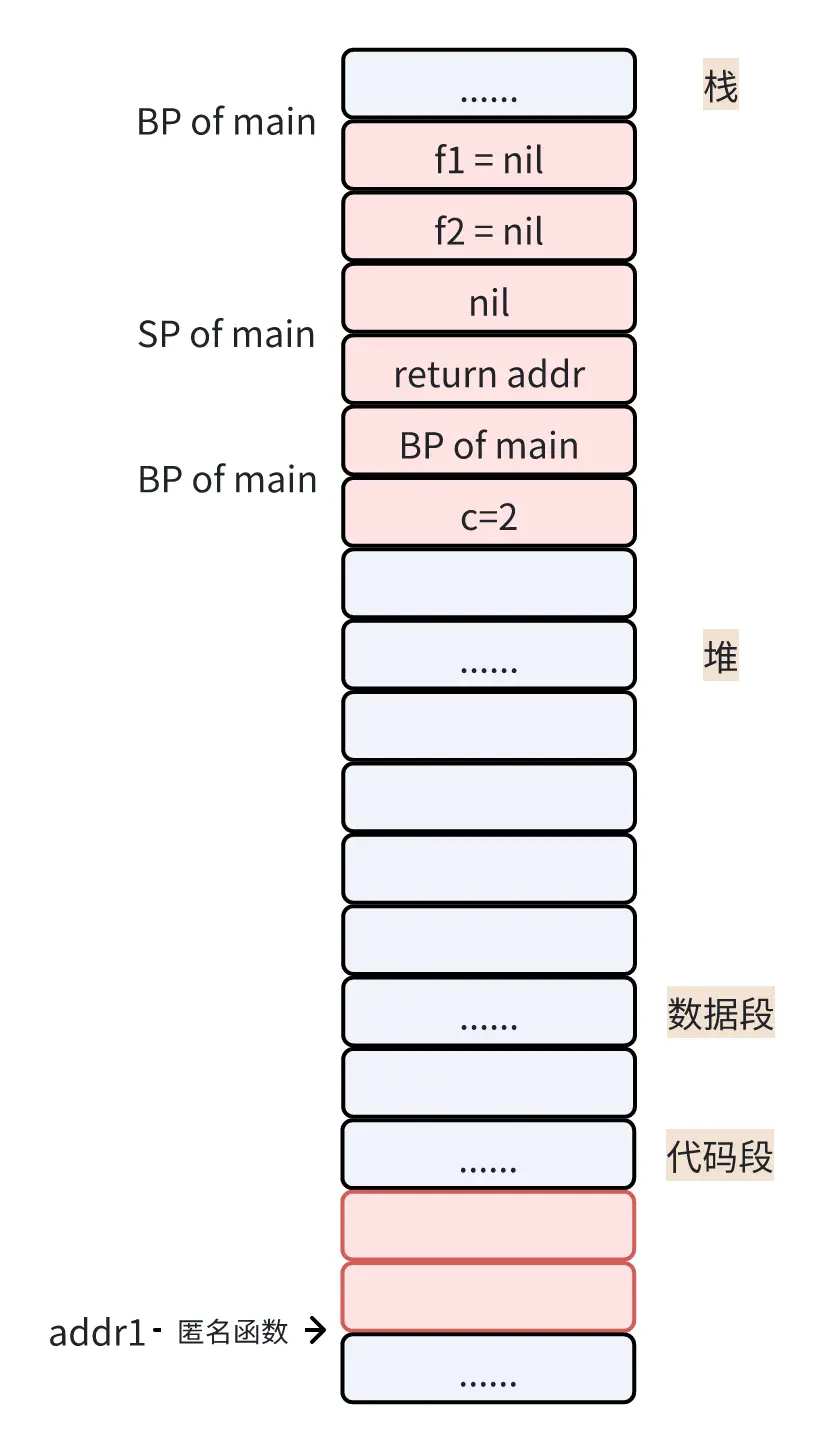 ......
栈
BP of main
f1 = nil
f2 = nil
nil
SP of main
return addr
BP of main
BP of main
c=2
......
堆
......
数据段
......
代码段
addr1- 匿名函数 →
......